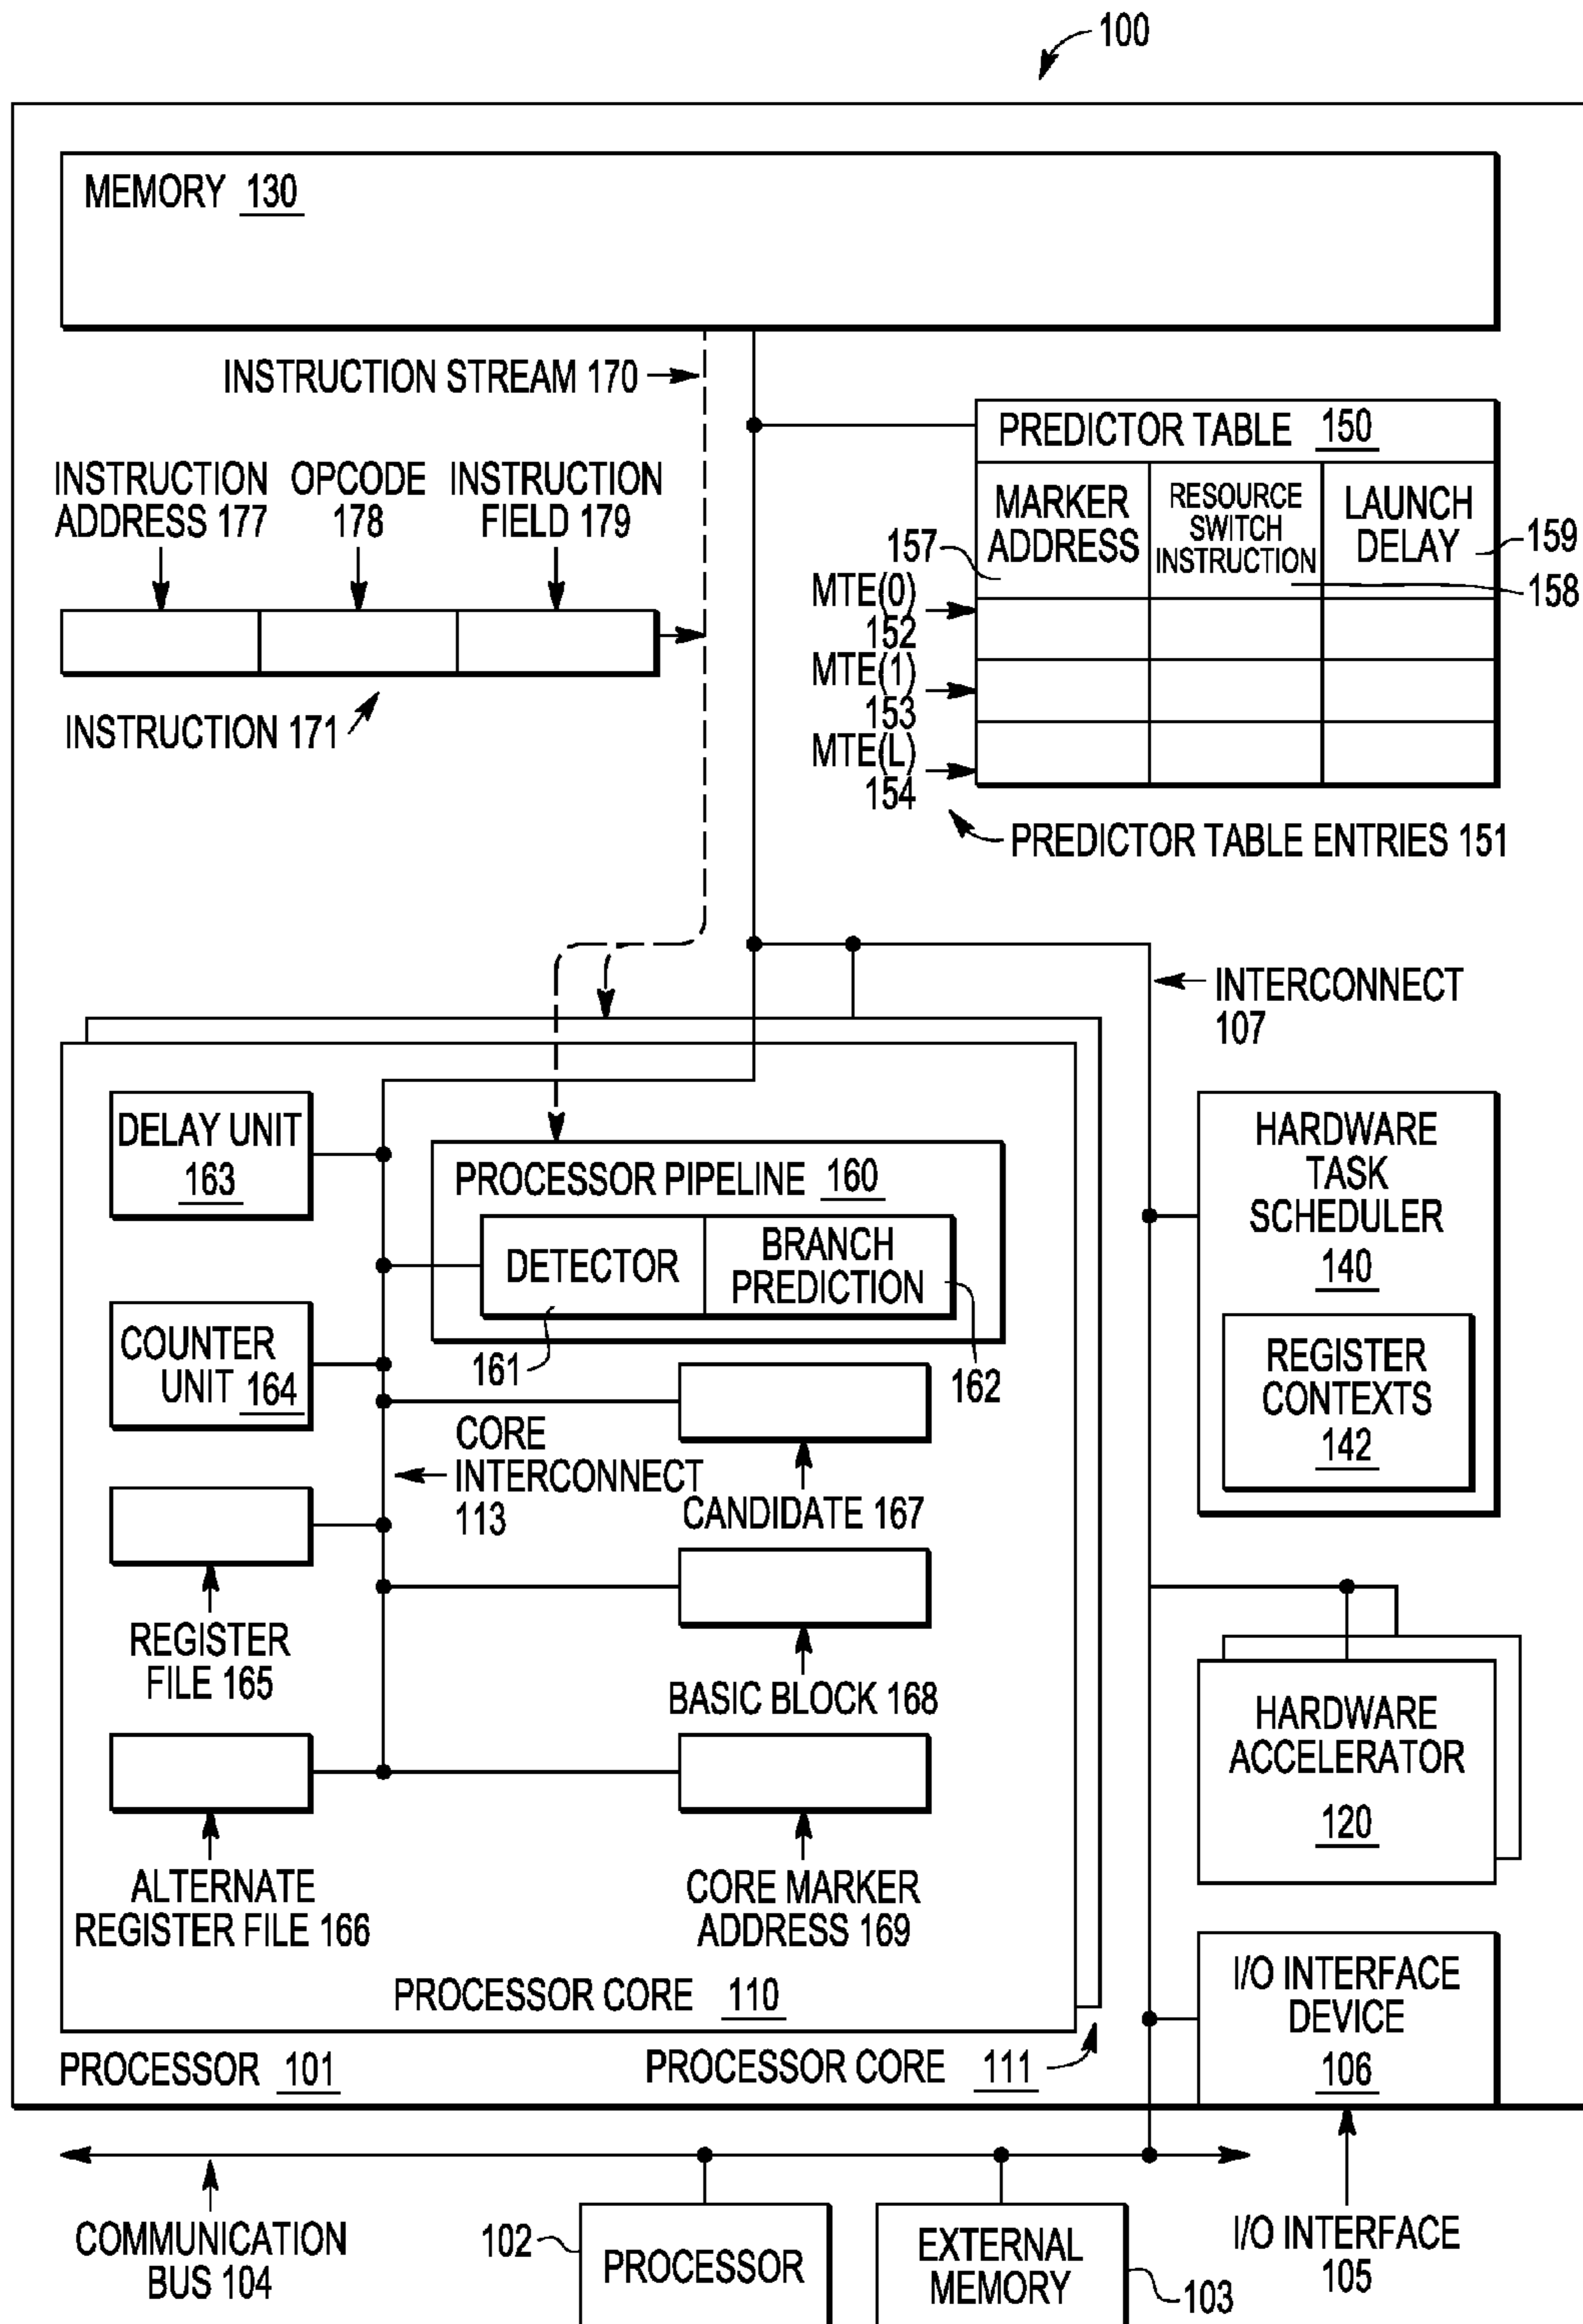 100
MEMORY 130
INSTRUCTION STREAM 170
PREDICTOR TABLE 150
INSTRUCTION
ADDRESS 177
OPCODE
178
INSTRUCTION
FIELD 179
MARKER
ADDRESS
RESOURCE
SWITCH
INSTRUCTION
LAUNCH
DELAY
157
159
158
MTE(0)
152
MTE(1)
153
MTE(L)
154
INSTRUCTION 171
PREDICTOR TABLE ENTRIES 151
INTERCONNECT
107
DELAY UNIT
163
PROCESSOR PIPELINE 160
DETECTOR
BRANCH
PREDICTION
161
162
HARDWARE
TASK
SCHEDULER
140
REGISTER
CONTEXTS
142
COUNTER
UNIT 164
CORE
INTERCONNECT
113
CANDIDATE 167
REGISTER
FILE 165
BASIC BLOCK 168
HARDWARE
ACCELERATOR
120
ALTERNATE
REGISTER FILE 166
CORE MARKER
ADDRESS 169
PROCESSOR CORE 110
I/O INTERFACE
DEVICE
106
PROCESSOR 101
PROCESSOR CORE 111
COMMUNICATION
BUS 104
102
PROCESSOR
EXTERNAL
MEMORY
103
I/O INTERFACE
105